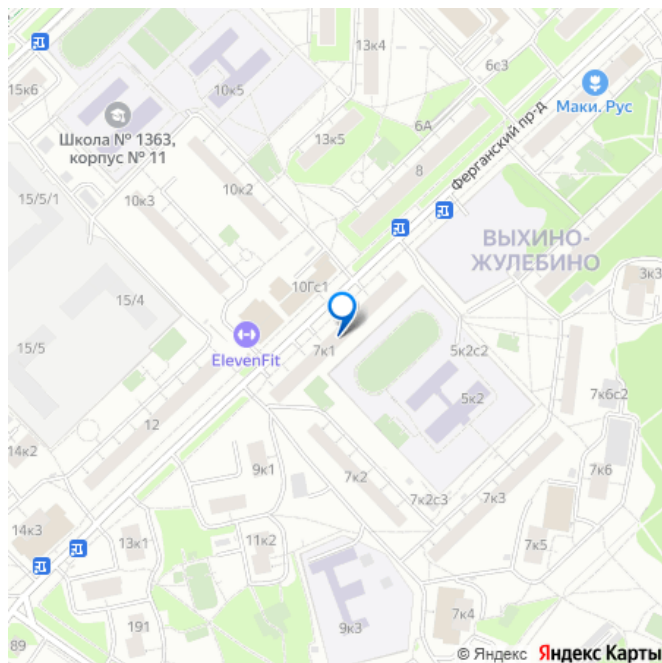 13к4
6с3
15к6
10к5
Маки. Рус
Школа № 1363,
корпус № 11
6А
Ферганский пр-д
13к5
8
15/5/1
10к3
10к2
ВЫХИНО-
ЖУЛЕБИНО
3к3
10Гс1
15/4
15/5
7к1
5к2с2
ElevenFit
5к2
7к6с2
12
14к2
9к1
7к2
7к6
7к2с3
7к3
14к3
13к1
11к2
7к5
7к4
191
9к3
89
© Яндекс Яндекс Карты